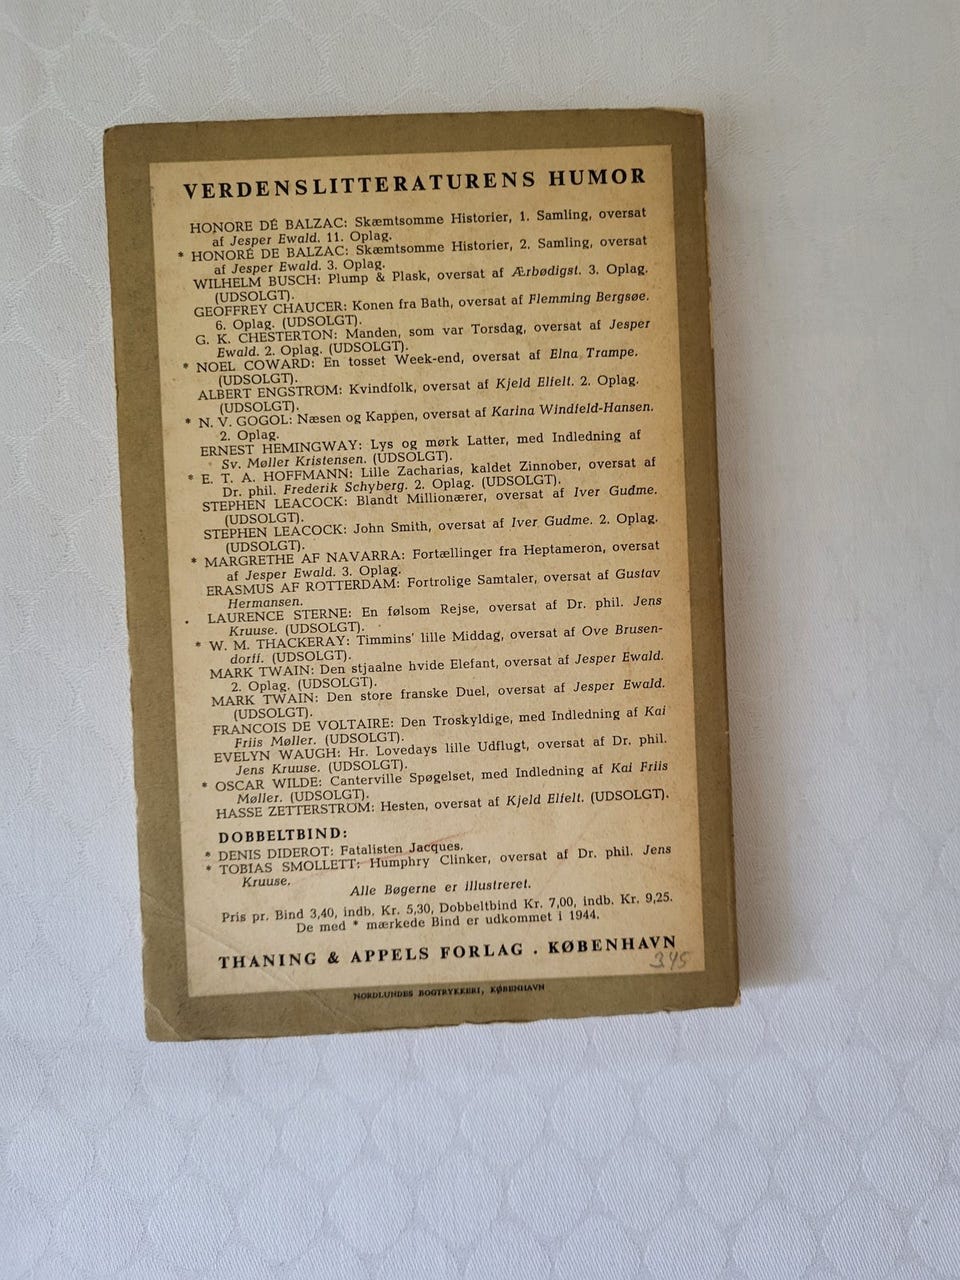 VERDENSLITTERATURENS HUMOR
HONORE DÉ BALZAC: Skæmtsomme Historier, 1. Samling, oversat
af Jesper Ewald. 11. Oplag.
* HONORÉ DE BALZAC: Skæmtsomme Historier, 2. Samling, oversat
af Jesper Ewald. 3. Oplag.
WILHELM BUSCH: Plump & Plask, oversat af Ærbødigst. 3. Oplag.
(UDSOLGT).
GEOFFREY CHAUCER: Konen fra Bath, oversat af Flemming Bergsøe.
6. Oplag. (UDSOLGT).
G. K. CHESTERTON: Manden, som var Torsdag, oversat af Jesper
Ewald. 2. Oplag. (UDSOLGT).
* NOEL COWARD: En tosset Week-end, oversat af Elna Trampe.
(UDSOLGT).
ALBERT ENGSTRÖM: Kvindfolk, oversat af Kjeld Elfelt. 2. Oplag.
(UDSOLGT).
* N. V. GOGOL: Næsen og Kappen, oversat af Karina Windfeld-Hansen.
2. Oplag.
ERNEST HEMINGWAY: Lys og mørk Latter, med Indledning af
Sv. Møller Kristensen. (UDSOLGT).
* E. T. A. HOFFMANN: Lille Zacharias, kaldet Zinnober, oversat af
Dr. phil. Frederik Schyberg. 2. Oplag. (UDSOLGT).
STEPHEN LEACOCK: Blandt Millionærer, oversat af Iver Gudme.
(UDSOLGT).
STEPHEN LEACOCK: John Smith, oversat af Iver Gudme. 2. Oplag.
(UDSOLGT).
* MARGRETHE AF NAVARRA: Fortællinger fra Heptameron, oversat
af Jesper Ewald. 3. Oplag.
ERASMUS AF ROTTERDAM: Fortrolige Samtaler, oversat af Gustav
Hermansen.
LAURENCE STERNE: En følsom Rejse, oversat af Dr. phil. Jens
Kruuse. (UDSOLGT).
* W. M. THACKERAY: Timmins' lille Middag, oversat af Ove Brusen-
dorff. (UDSOLGT).
MARK TWAIN: Den stjaalne hvide Elefant, oversat af Jesper Ewald.
2. Oplag. (UDSOLGT).
MARK TWAIN: Den store franske Duel, oversat af Jesper Ewald.
(UDSOLGT).
FRANCOIS DE VOLTAIRE: Den Troskyldige, med Indledning af Kai
Friis Møller. (UDSOLGT).
EVELYN WAUGH: Hr. Lovedays lille Udflugt, oversat af Dr. phil.
Jens Kruuse. (UDSOLGT).
* OSCAR WILDE: Canterville Spøgelset, med Indledning af Kai Friis
Møller. (UDSOLGT).
HASSE ZETTERSTRÖM: Hesten, oversat af Kjeld Elfelt. (UDSOLGT).
DOBBELTBIND:
* DENIS DIDEROT: Fatalisten Jacques.
* TOBIAS SMOLLETT: Humphry Clinker, oversat af Dr. phil. Jens
Kruuse.
Alle Bøgerne er illustreret.
Pris pr. Bind 3,40, indb. Kr. 5,30, Dobbeltbind Kr. 7,00, indb. Kr. 9,25.
De med * mærkede Bind er udkommet i 1944.
THANING & APPELS FORLAG . KØBENHAVN
345
NORDLUNDES BOGTRYKKERI, KØBENHAVN